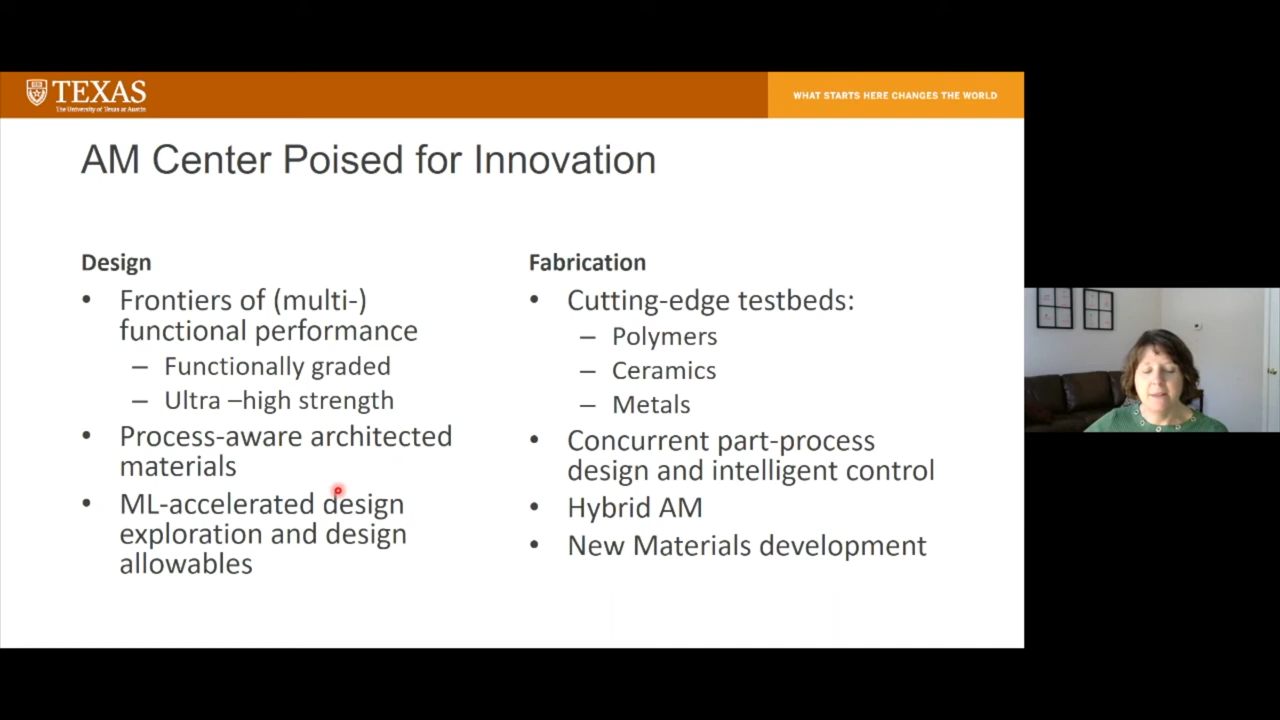 TEXAS
The University of Texas at Austin
WHAT STARTS HERE CHANGES THE WORLD
AM Center Poised for Innovation
Design
• Frontiers of (multi-)
functional performance
– Functionally graded
– Ultra –high strength
• Process-aware architected
materials
• ML-accelerated design
exploration and design
allowables
Fabrication
• Cutting-edge testbeds:
– Polymers
– Ceramics
– Metals
• Concurrent part-process
design and intelligent control
• Hybrid AM
• New Materials development